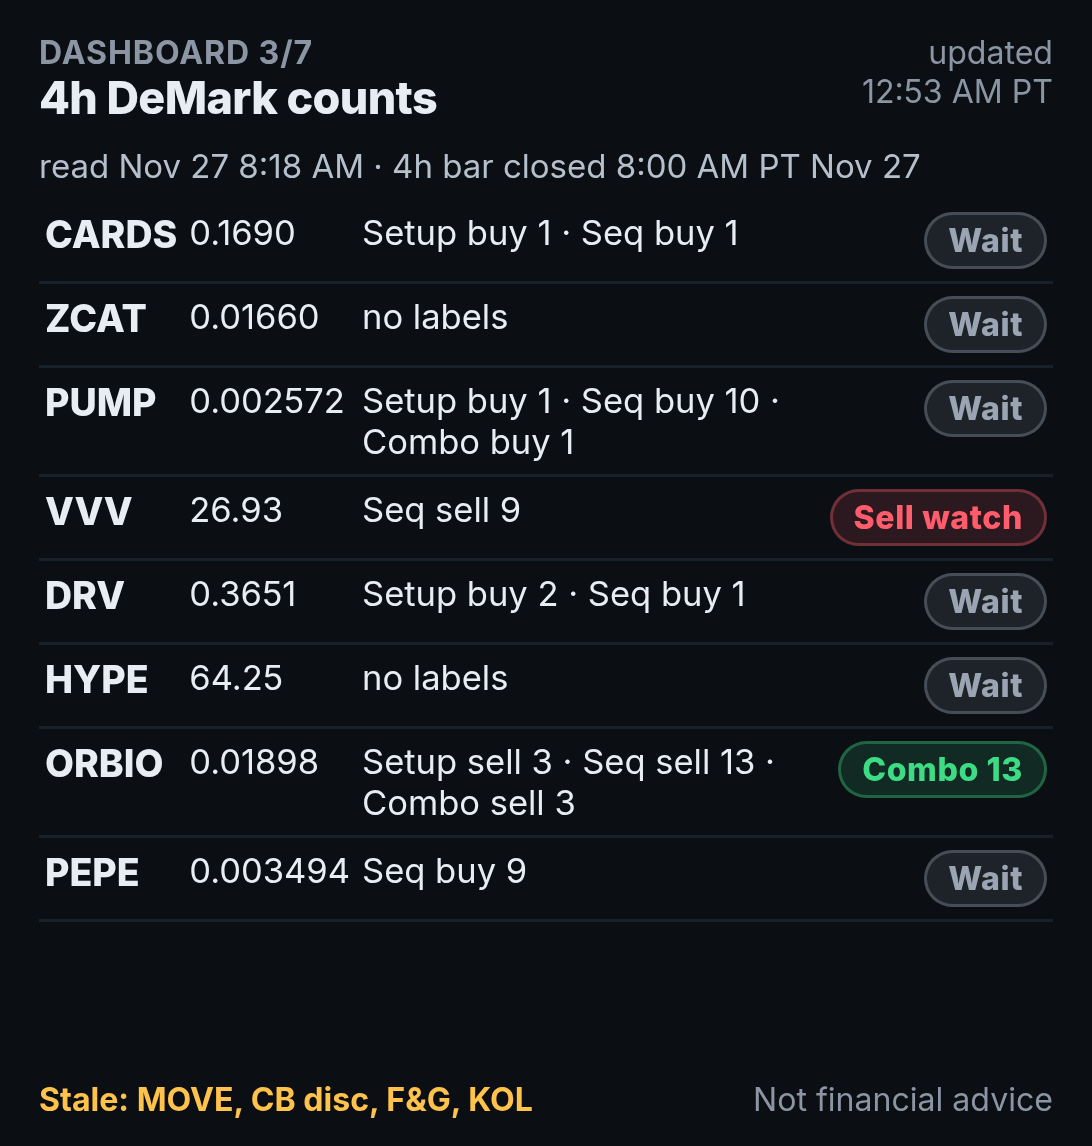 DASHBOARD 3/7
updated
4h DeMark counts
12:53 AM PT
read Nov 27 8:18 AM · 4h bar closed 8:00 AM PT Nov 27
CARDS 0.1690 Setup buy 1 · Seq buy 1 Wait
ZCAT 0.01660 no labels Wait
PUMP 0.002572 Setup buy 1 · Seq buy 10 · Wait
Combo buy 1
VVV 26.93 Seq sell 9 Sell watch
DRV 0.3651 Setup buy 2 · Seq buy 1 Wait
HYPE 64.25 no labels Wait
ORBIO 0.01898 Setup sell 3 · Seq sell 13 · Combo 13
Combo sell 3
PEPE 0.003494 Seq buy 9 Wait
Stale: MOVE, CB disc, F&G, KOL Not financial advice